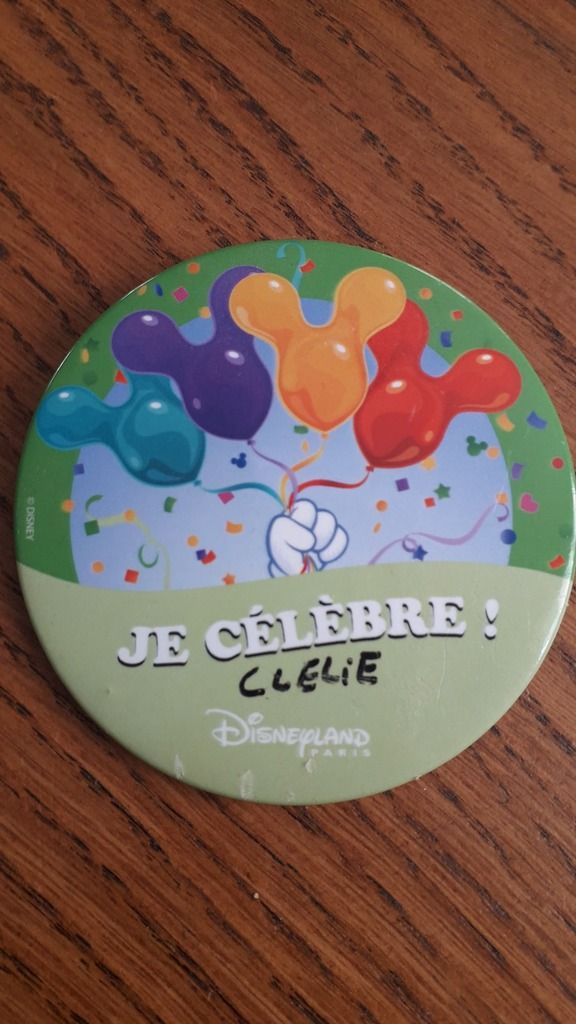 © DISNEY
JE CÉLÈBRE !
CLELiE
DISNEYLAND
PARIS